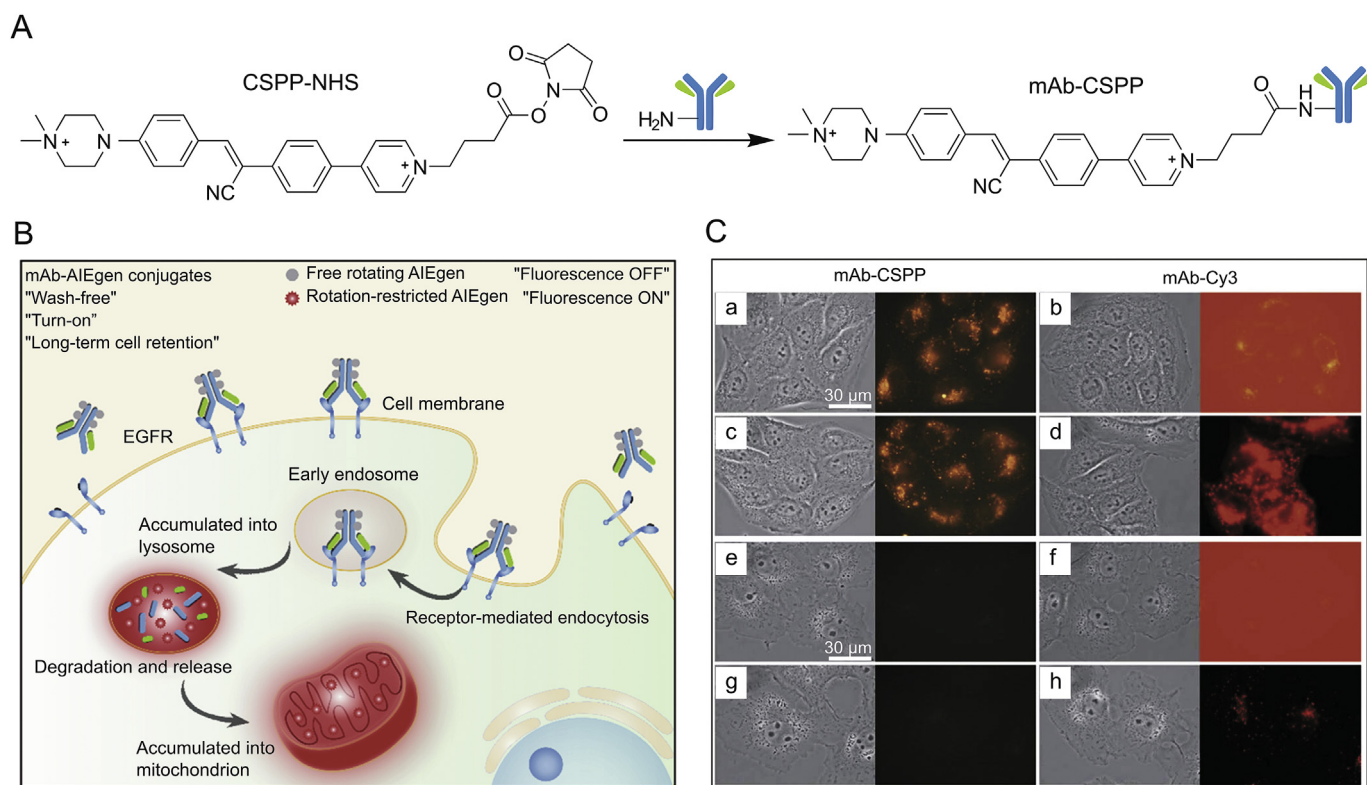 A
CSPP-NHS
mAb-CSPP
O
N
O
O
O
H₂N
O
H
N
N
+
N
NC
+
N
N
+
N
NC
+
N
B
mAb-AIEgen conjugates
"Wash-free"
"Turn-on"
"Long-term cell retention"
Free rotating AIEgen
"Fluorescence OFF"
Rotation-restricted AIEgen
"Fluorescence ON"
Cell membrane
EGFR
Early endosome
Accumulated into
lysosome
Receptor-mediated endocytosis
Degradation and release
Accumulated into
mitochondrion
C
mAb-CSPP
mAb-Cy3
a
30 µm
b
c
d
e
30 µm
f
g
h